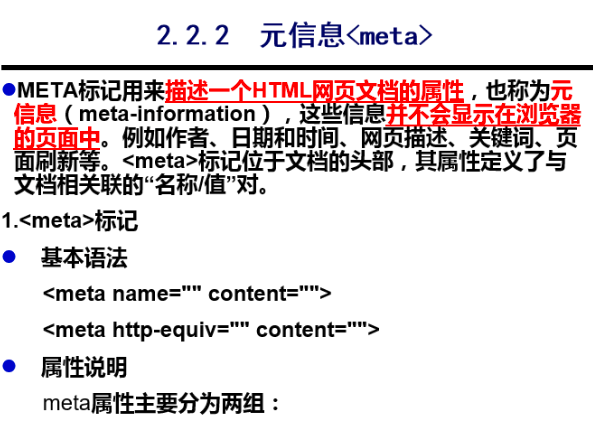 2.2.2 元信息<meta>
●META标记用来描述一个HTML网页文档的属性，也称为元
信息（meta-information），这些信息并不会显示在浏览器
的页面中。例如作者、日期和时间、网页描述、关键词、页
面刷新等。<meta>标记位于文档的头部，其属性定义了与
文档相关联的“名称/值”对。
1.<meta>标记
● 基本语法
<meta name="" content="">
<meta http-equiv="" content="">
● 属性说明
meta属性主要分为两组：